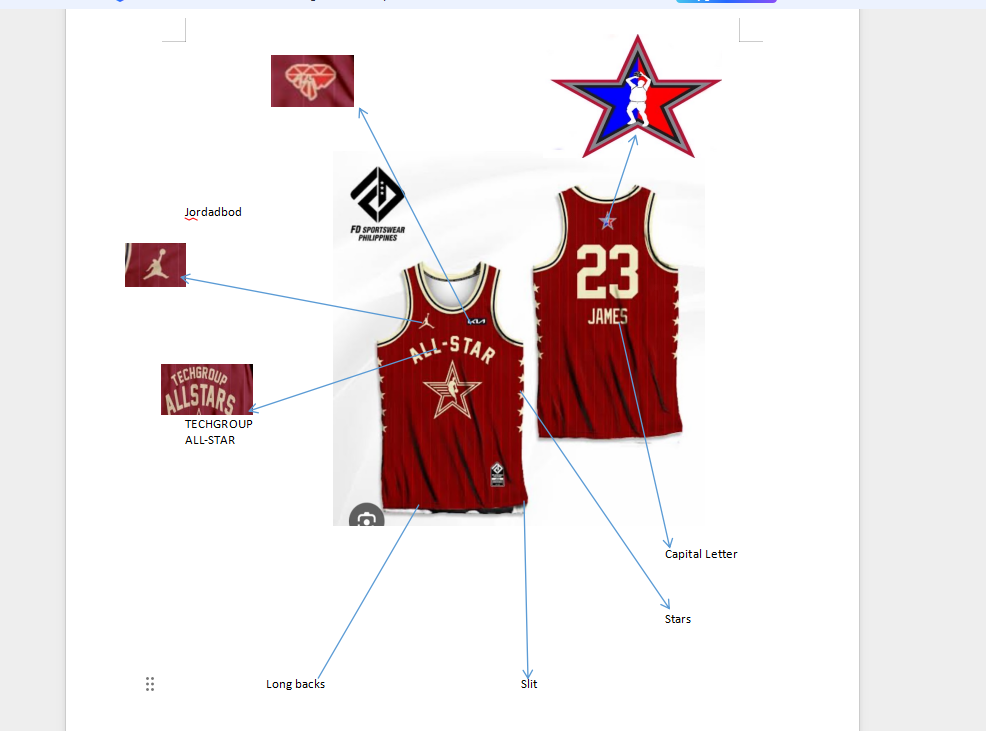 FD SPORTSWEAR
PHILIPPINES
Jordadbod
23
JAMES
KIA
ALL-STAR
TECHGROUP
ALLSTARS
TECHGROUP
ALL-STAR
Capital Letter
Stars
Long backs
Slit